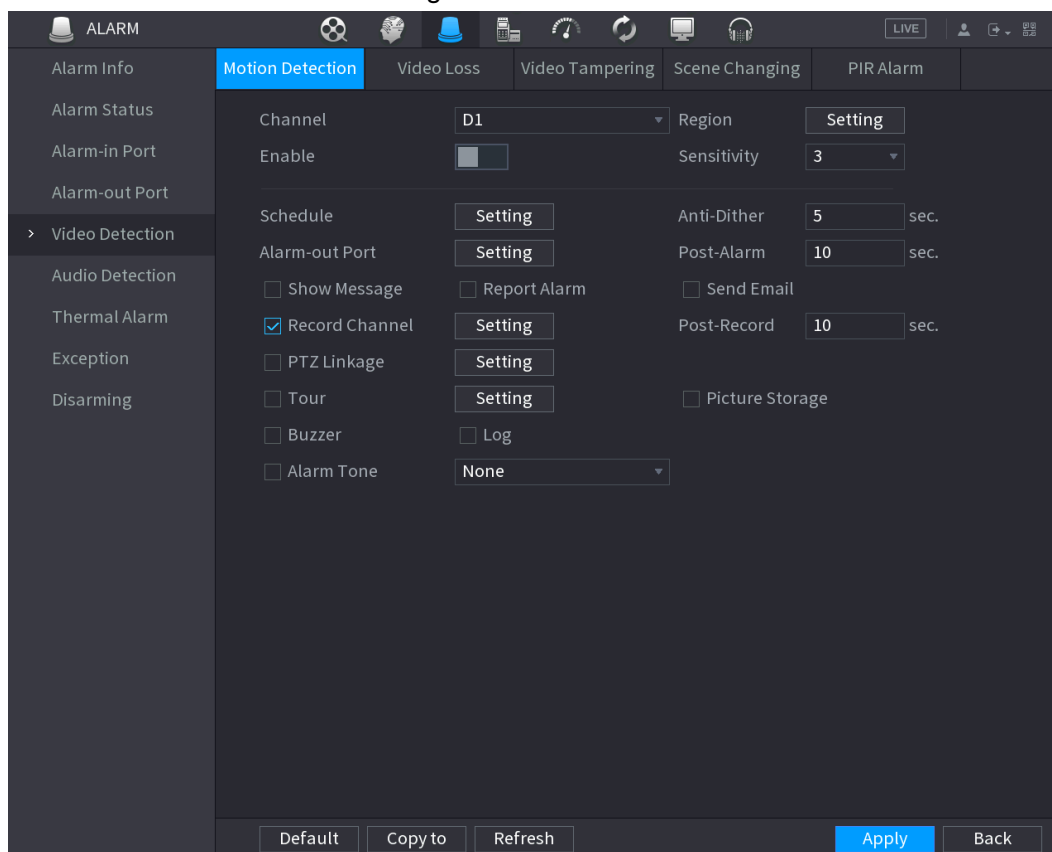 ALARM
LIVE
Alarm Info
Alarm Status
Alarm-in Port
Alarm-out Port
> Video Detection
Audio Detection
Thermal Alarm
Exception
Disarming
Motion Detection Video Loss Video Tampering Scene Changing PIR Alarm
Channel D1 Region Setting
Enable Sensitivity 3
Schedule Setting Anti-Dither 5 sec.
Alarm-out Port Setting Post-Alarm 10 sec.
Show Message Report Alarm Send Email
Record Channel Setting Post-Record 10 sec.
PTZ Linkage Setting
Tour Setting Picture Storage
Buzzer Log
Alarm Tone None
Default Copy to Refresh Apply Back